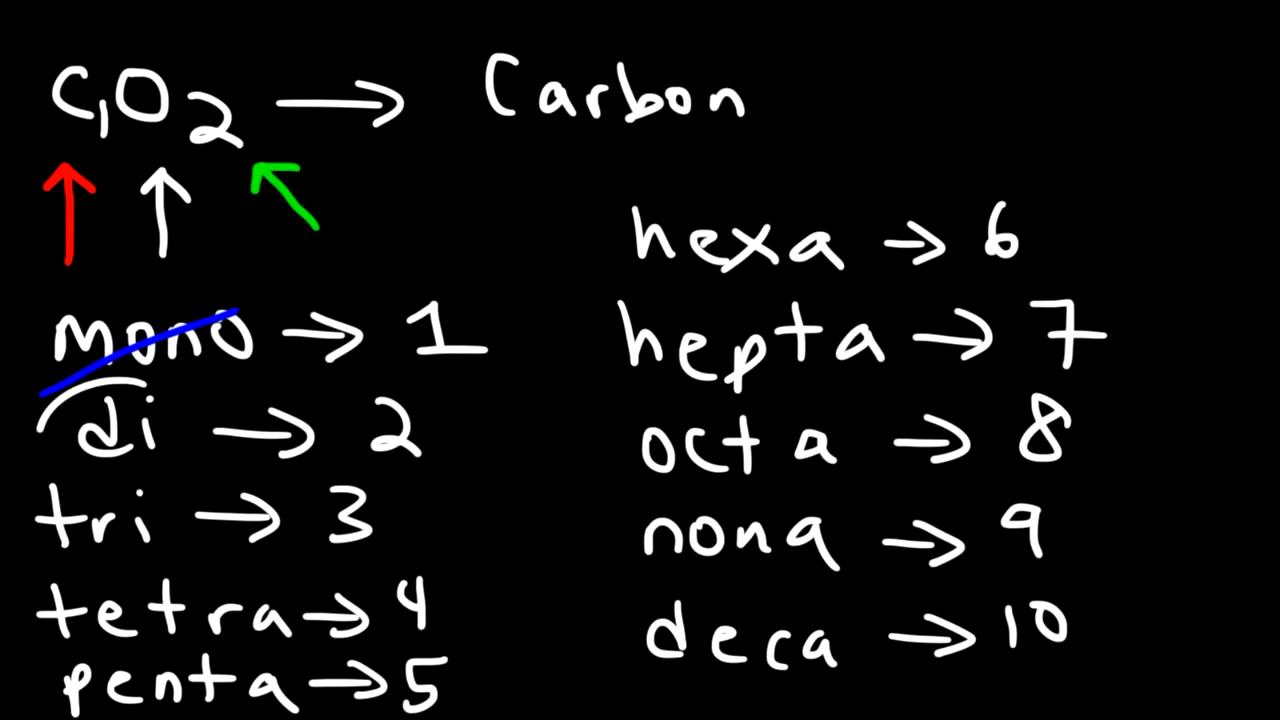 C₁O₂ → Carbon
mono → 1
di → 2
tri → 3
tetra → 4
penta → 5
hexa → 6
hepta → 7
octa → 8
nona → 9
deca → 10